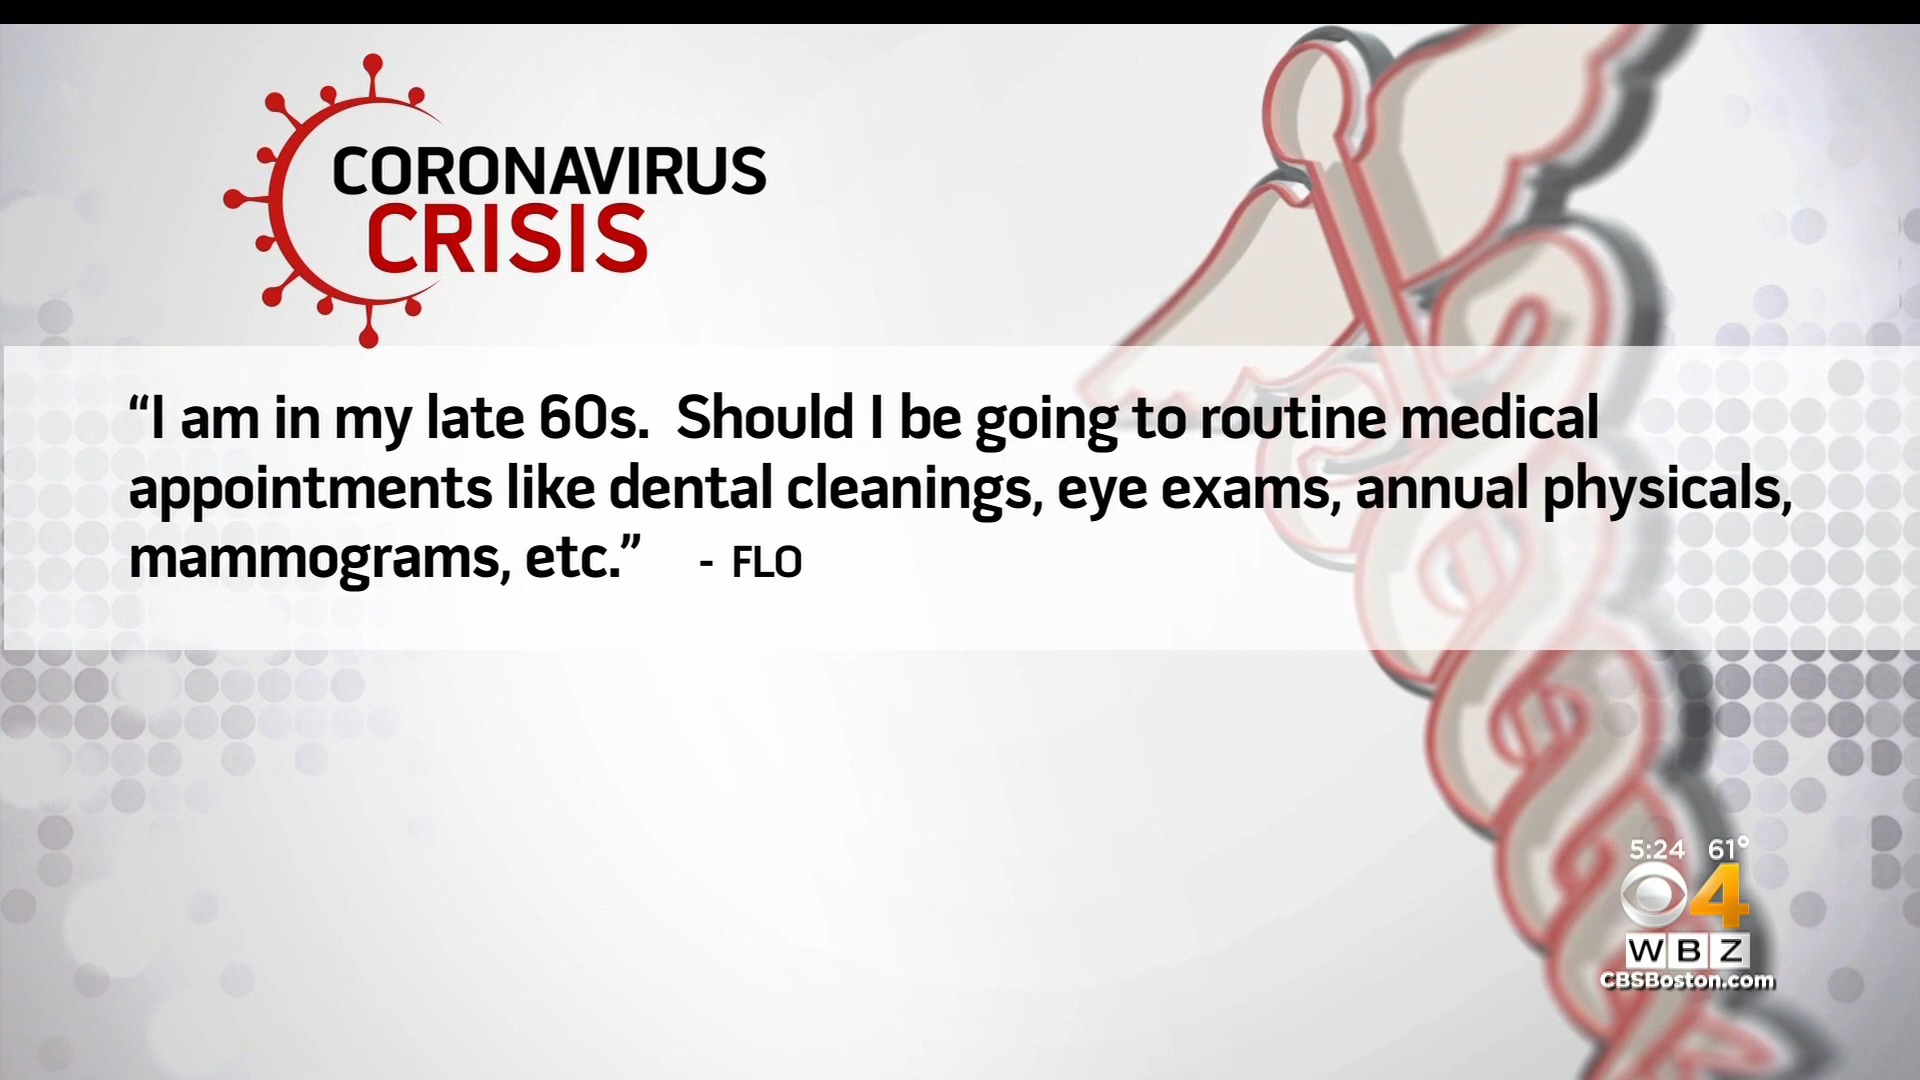 CORONAVIRUS
CRISIS
“I am in my late 60s.  Should I be going to routine medical
appointments like dental cleanings, eye exams, annual physicals,
mammograms, etc.”    - FLO
5:24 61°
4
WBZ
CBSBoston.com